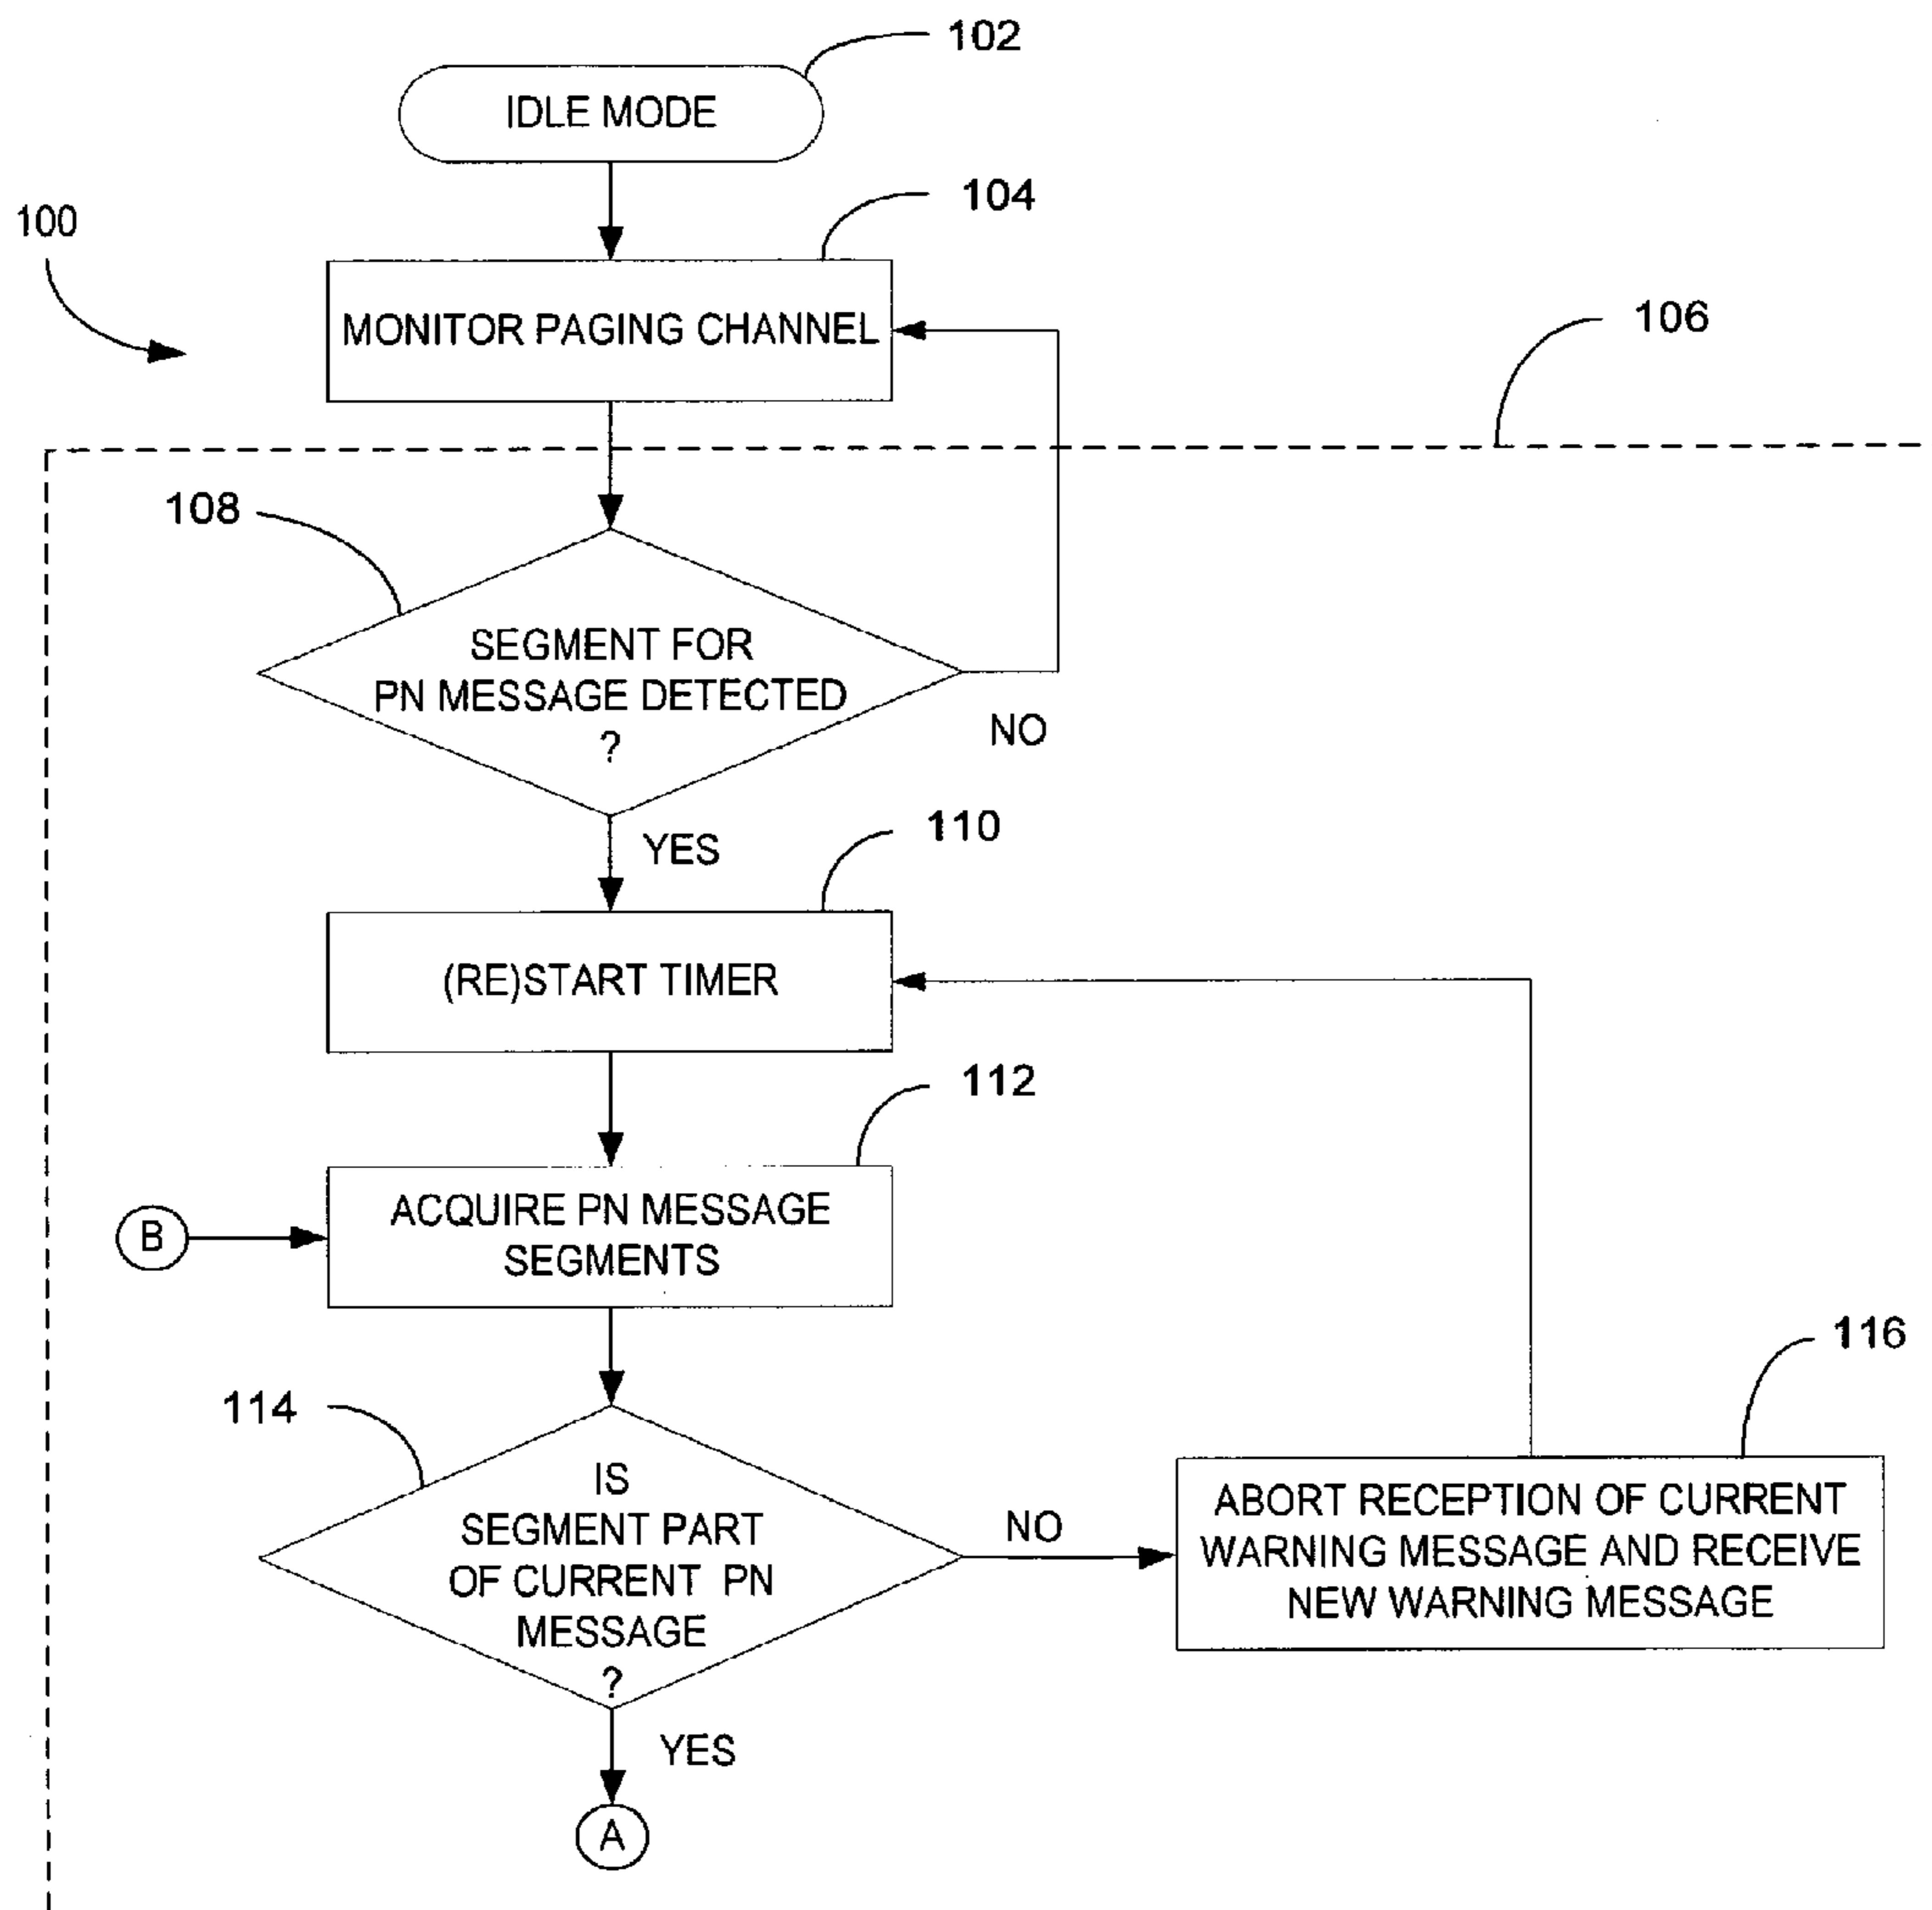 102
IDLE MODE
104
100
MONITOR PAGING CHANNEL
106
108
SEGMENT FOR
PN MESSAGE DETECTED
?
NO
YES
110
(RE)START TIMER
112
B
ACQUIRE PN MESSAGE
SEGMENTS
114
116
IS
SEGMENT PART
OF CURRENT PN
MESSAGE
?
NO
ABORT RECEPTION OF CURRENT
WARNING MESSAGE AND RECEIVE
NEW WARNING MESSAGE
YES
A